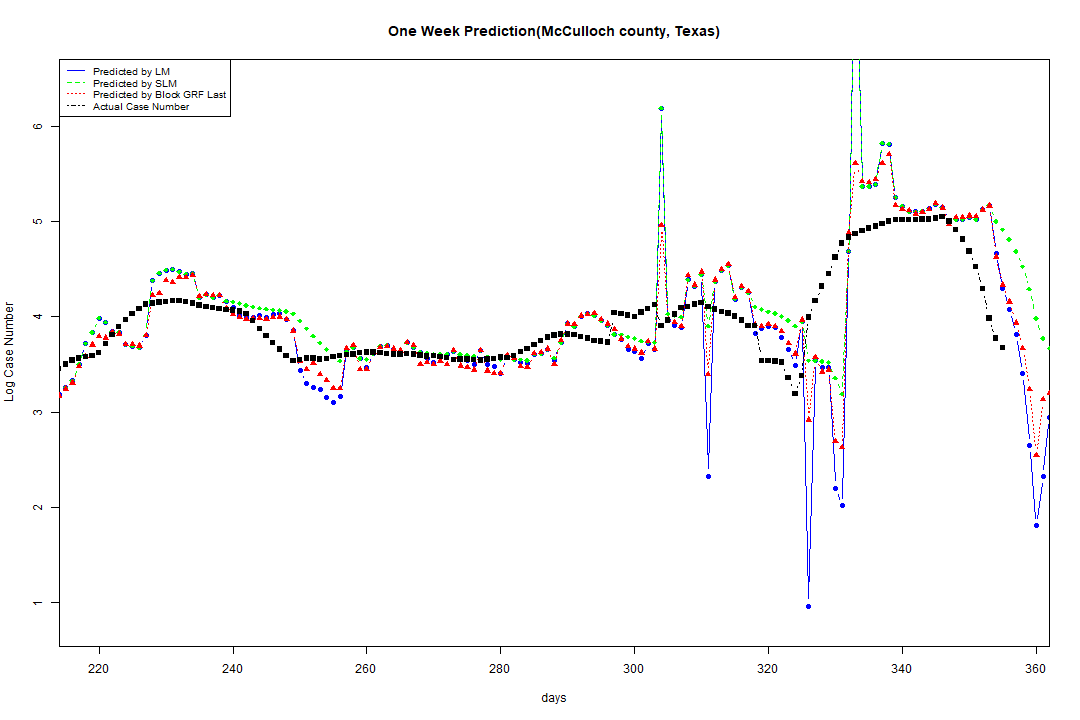 One Week Prediction(McCulloch county, Texas)
Predicted by LM
Predicted by SLM
Predicted by Block GRF Last
Actual Case Number
Log Case Number
6
5
4
3
2
1
220 240 260 280 300 320 340 360
days